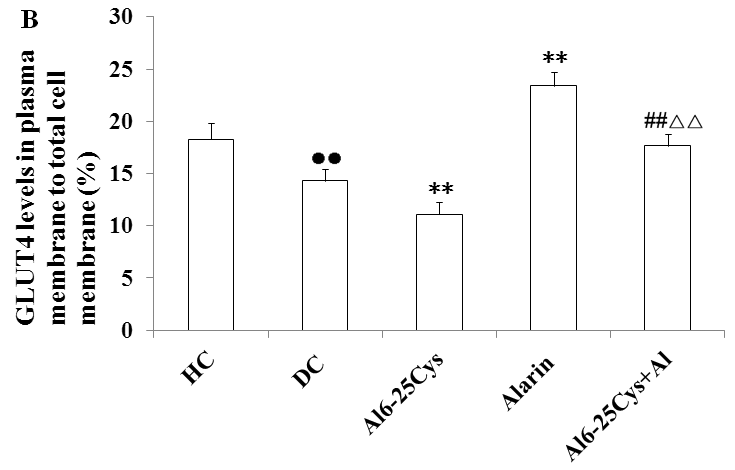 B
GLUT4 levels in plasma
membrane to total cell
membrane (%)
30
25
20
15
10
5
0
●●
**
**
##△△
HC
DC
Al6-25Cys
Alarin
Al6-25Cys+Al